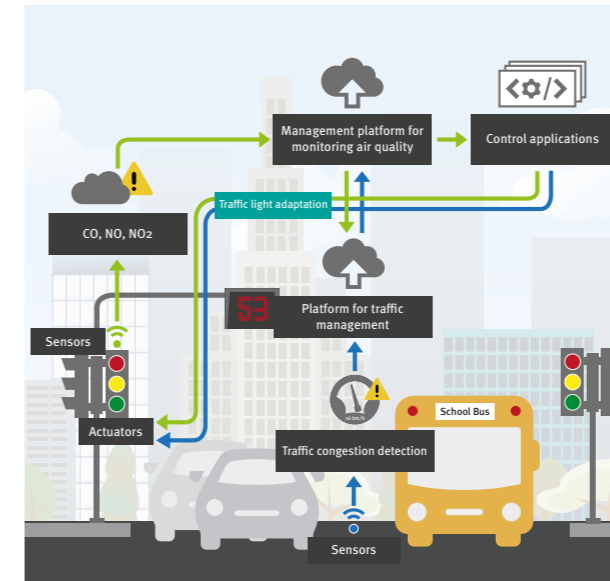 Management platform for
monitoring air quality
Control applications
Traffic light adaptation
CO, NO, NO2
53
Platform for traffic
management
Sensors
School Bus
Actuators
Traffic congestion detection
Sensors